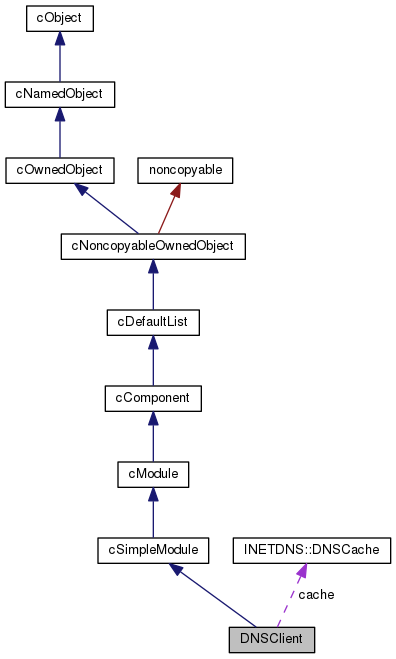 cObject
cNamedObject
cOwnedObject
noncopyable
cNoncopyableOwnedObject
cDefaultList
cComponent
cModule
cSimpleModule
INETDNS::DNSCache
cache
DNSClient